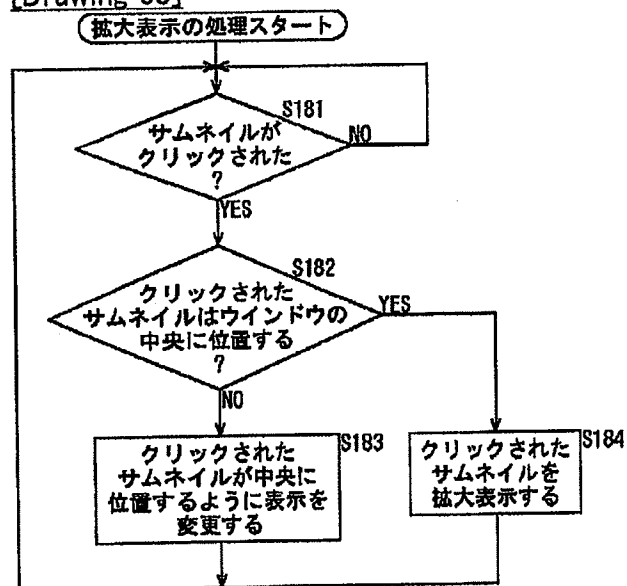 拡大表示の処理スタート
S181
サムネイルが
クリックされた
?
NO
YES
S182
クリックされた
サムネイルはウインドウの
中央に位置する
?
YES
NO
S183
クリックされた
サムネイルが中央に
位置するように表示を
変更する
S184
クリックされた
サムネイルを
拡大表示する